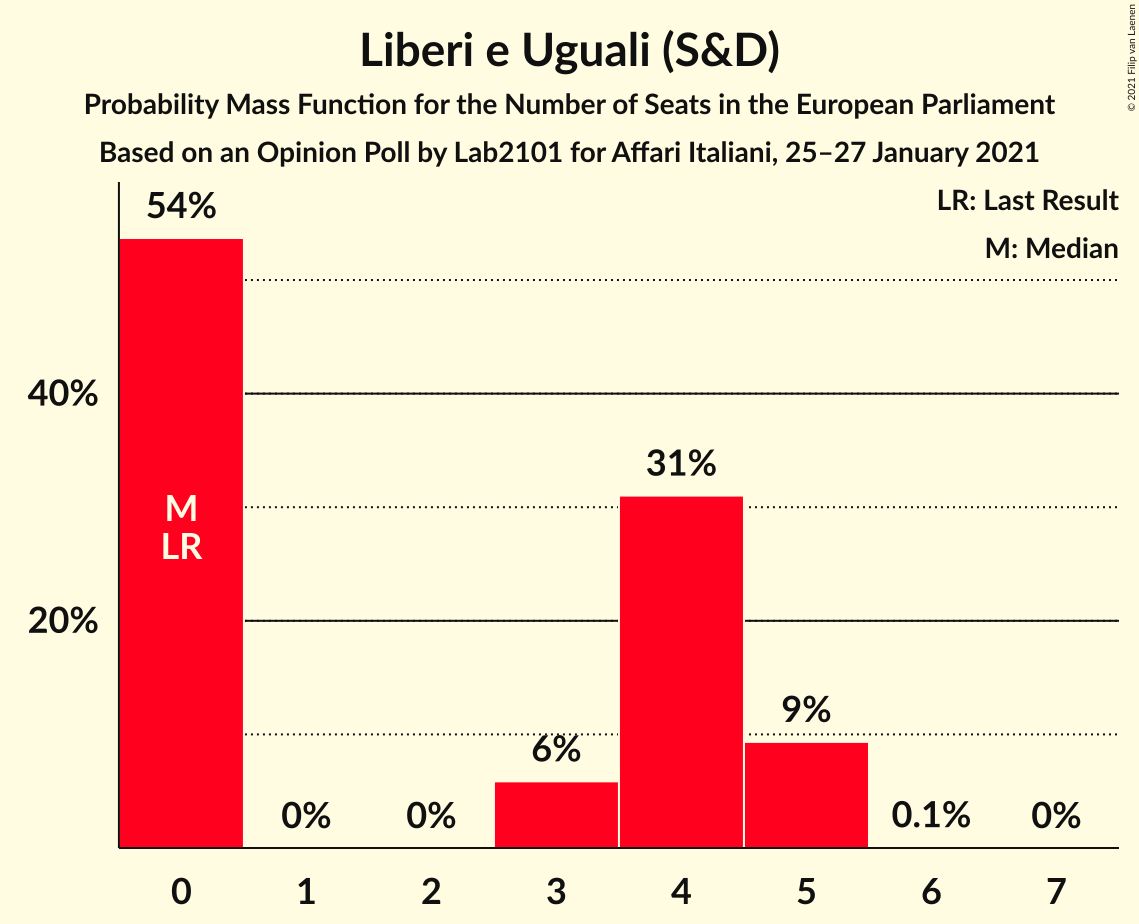 Liberi e Uguali (S&D)
Probability Mass Function for the Number of Seats in the European Parliament
Based on an Opinion Poll by Lab2101 for Affari Italiani, 25–27 January 2021
© 2021 Filip van Laenen
LR: Last Result
M: Median
54%
40%
31%
M
LR
20%
9%
6%
0%
0%
0.1%
0%
0
1
2
3
4
5
6
7